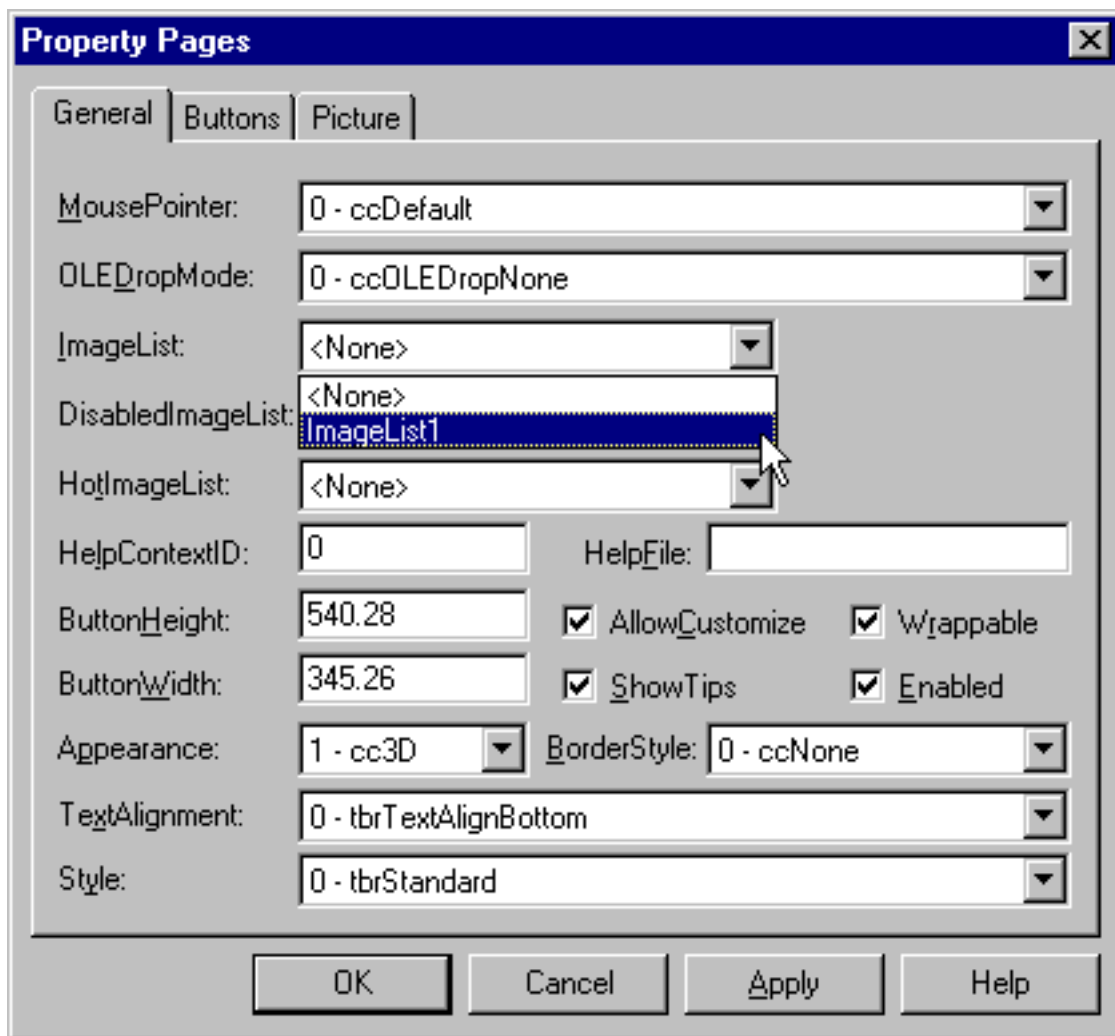 Property Pages
General Buttons Picture
MousePointer: 0 - ccDefault
OLEDropMode: 0 - ccOLEDropNone
ImageList: <None>
<None>
DisabledImageList: ImageList1
HotImageList: <None>
HelpContextID: 0 HelpFile:
ButtonHeight: 540.28 AllowCustomize Wrappable
ButtonWidth: 345.26 ShowTips Enabled
Appearance: 1 - cc3D BorderStyle: 0 - ccNone
TextAlignment: 0 - tbrTextAlignBottom
Style: 0 - tbrStandard
OK Cancel Apply Help